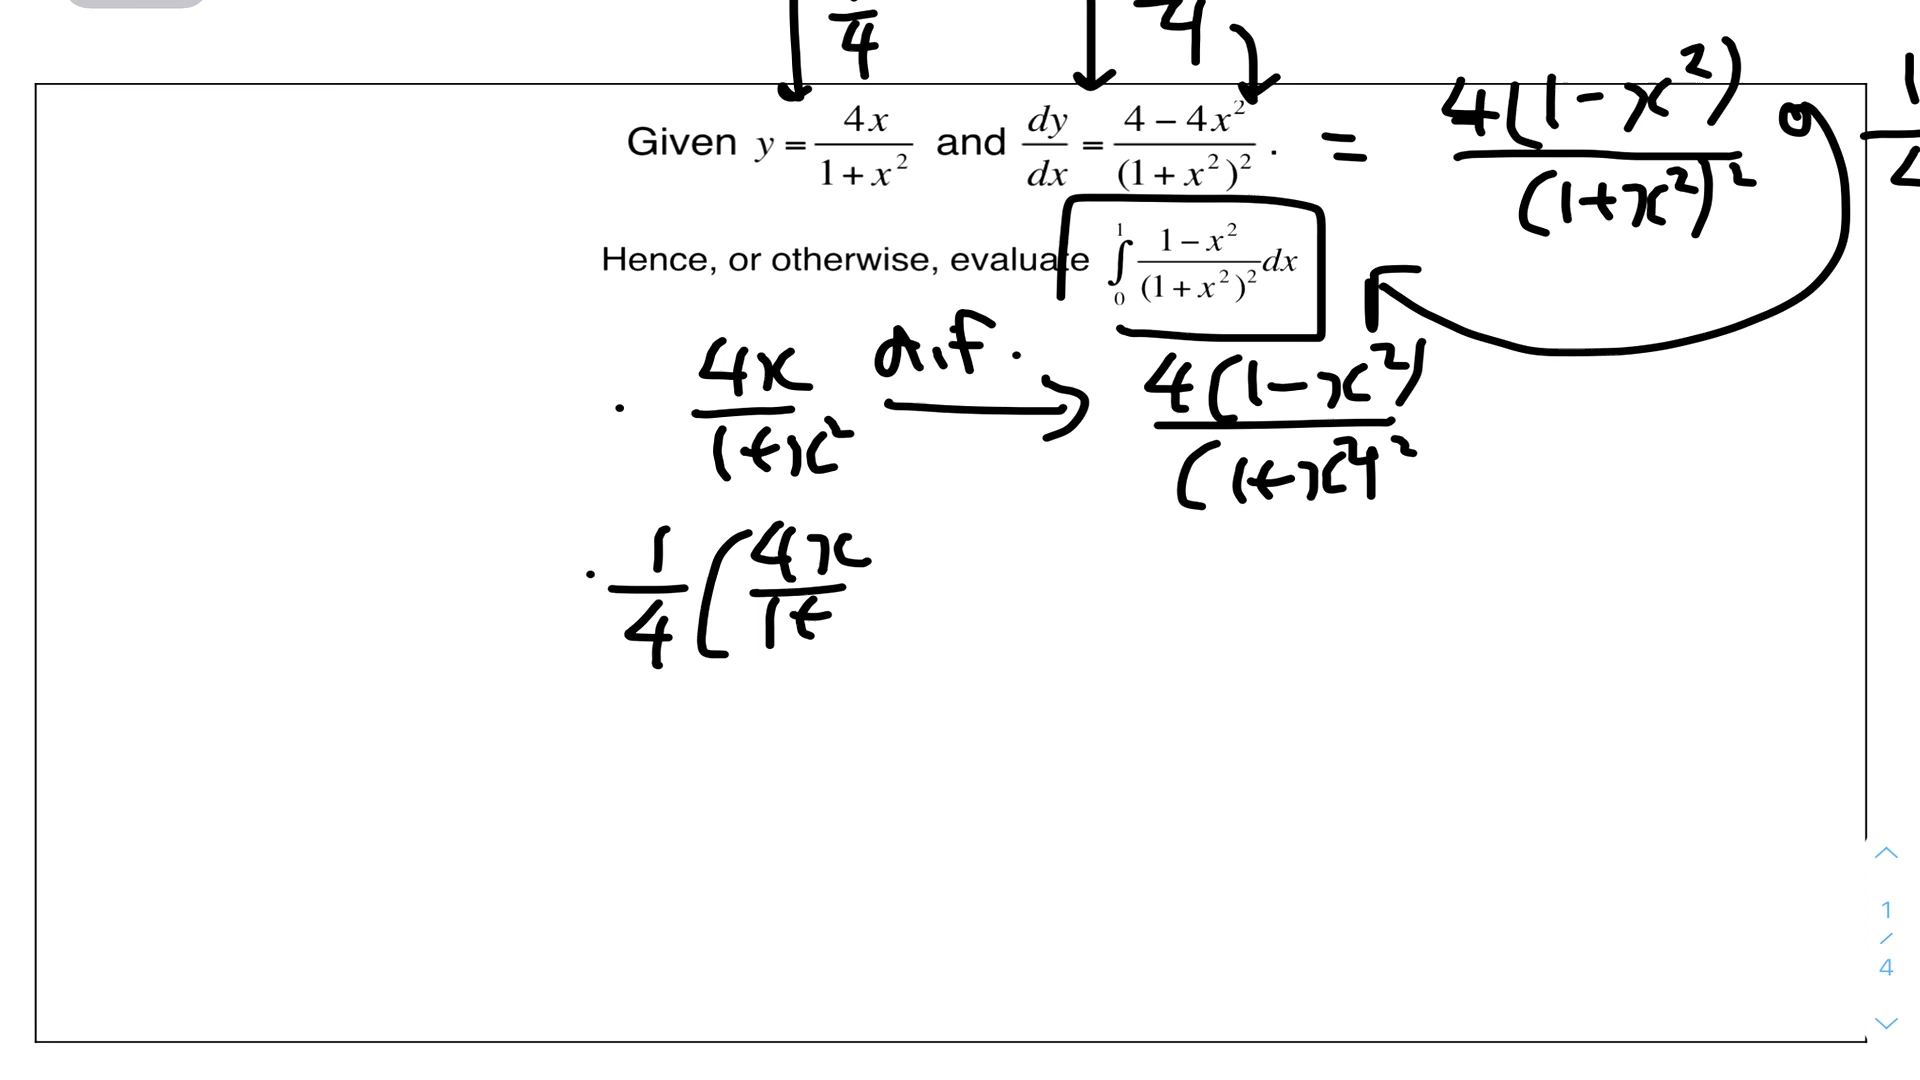 4 4
Given y = 4x/(1 + x²) and dy/dx = (4 − 4x²)/(1 + x²)² . = 4(1-x²)/(1+x²)²
Hence, or otherwise, evaluate ∫₀¹ (1 − x²)/(1 + x²)² dx
· 4x/(1+x²) dif. → 4(1-x²)/(1+x²)²
· 1/4 (4x/1+
1
/
4